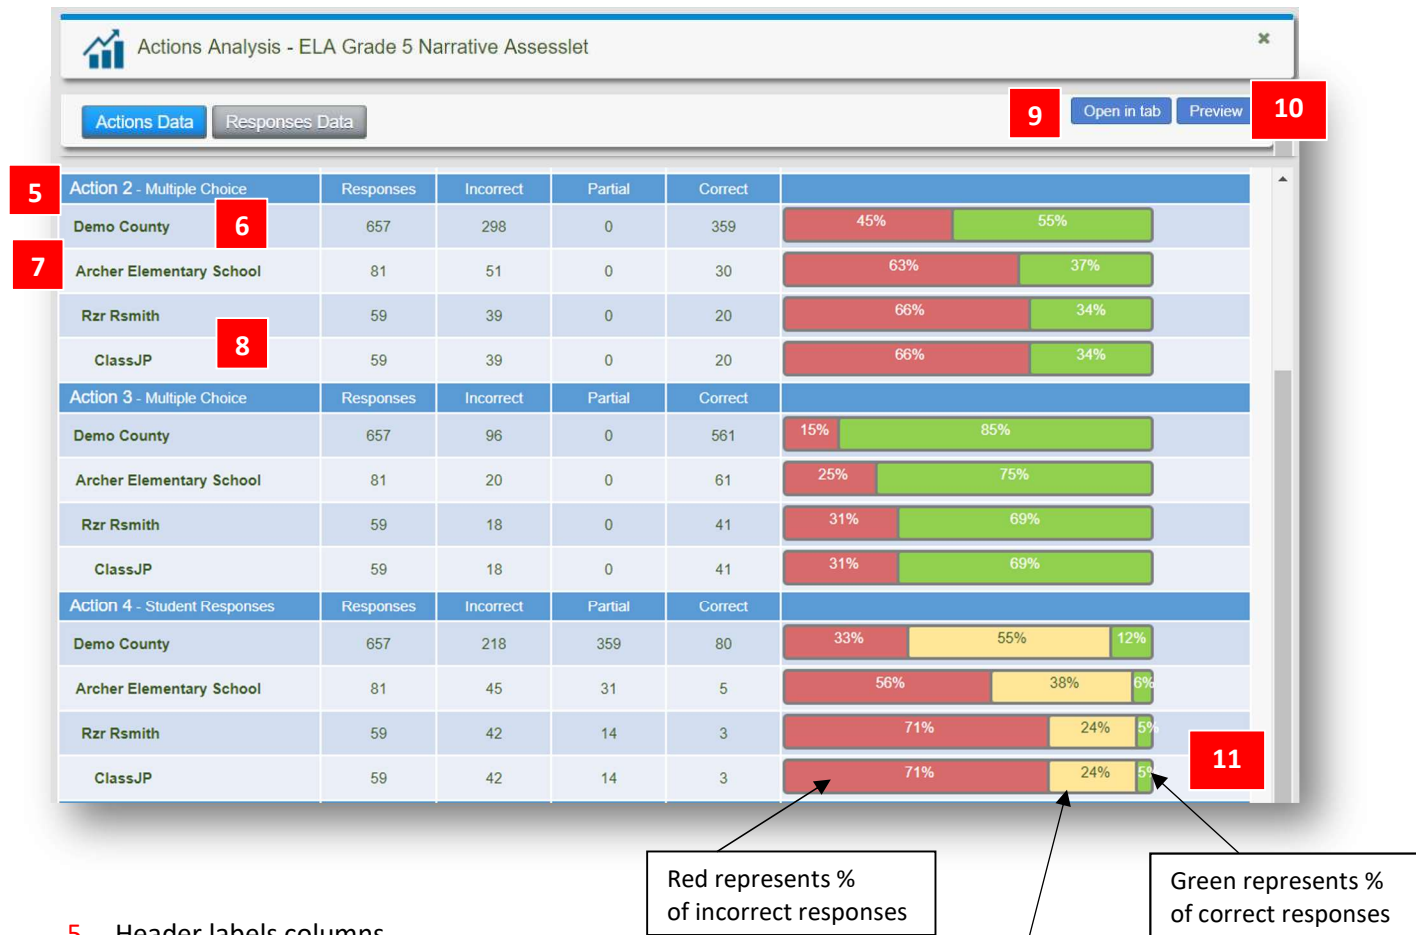 Actions Analysis - ELA Grade 5 Narrative Assesslet
Actions Data Responses Data 9 Open in tab Preview 10
5 Action 2 - Multiple Choice Responses Incorrect Partial Correct
Demo County 6 657 298 0 359 45% 55%
7 Archer Elementary School 81 51 0 30 63% 37%
Rzr Rsmith 59 39 0 20 66% 34%
8
ClassJP 59 39 0 20 66% 34%
Action 3 - Multiple Choice Responses Incorrect Partial Correct
Demo County 657 96 0 561 15% 85%
Archer Elementary School 81 20 0 61 25% 75%
Rzr Rsmith 59 18 0 41 31% 69%
ClassJP 59 18 0 41 31% 69%
Action 4 - Student Responses Responses Incorrect Partial Correct
Demo County 657 218 359 80 33% 55% 12%
Archer Elementary School 81 45 31 5 56% 38% 6%
Rzr Rsmith 59 42 14 3 71% 24% 5%
11
ClassJP 59 42 14 3 71% 24% 5%
Red represents %
of incorrect responses
Green represents %
of correct responses
5. Header labels columns